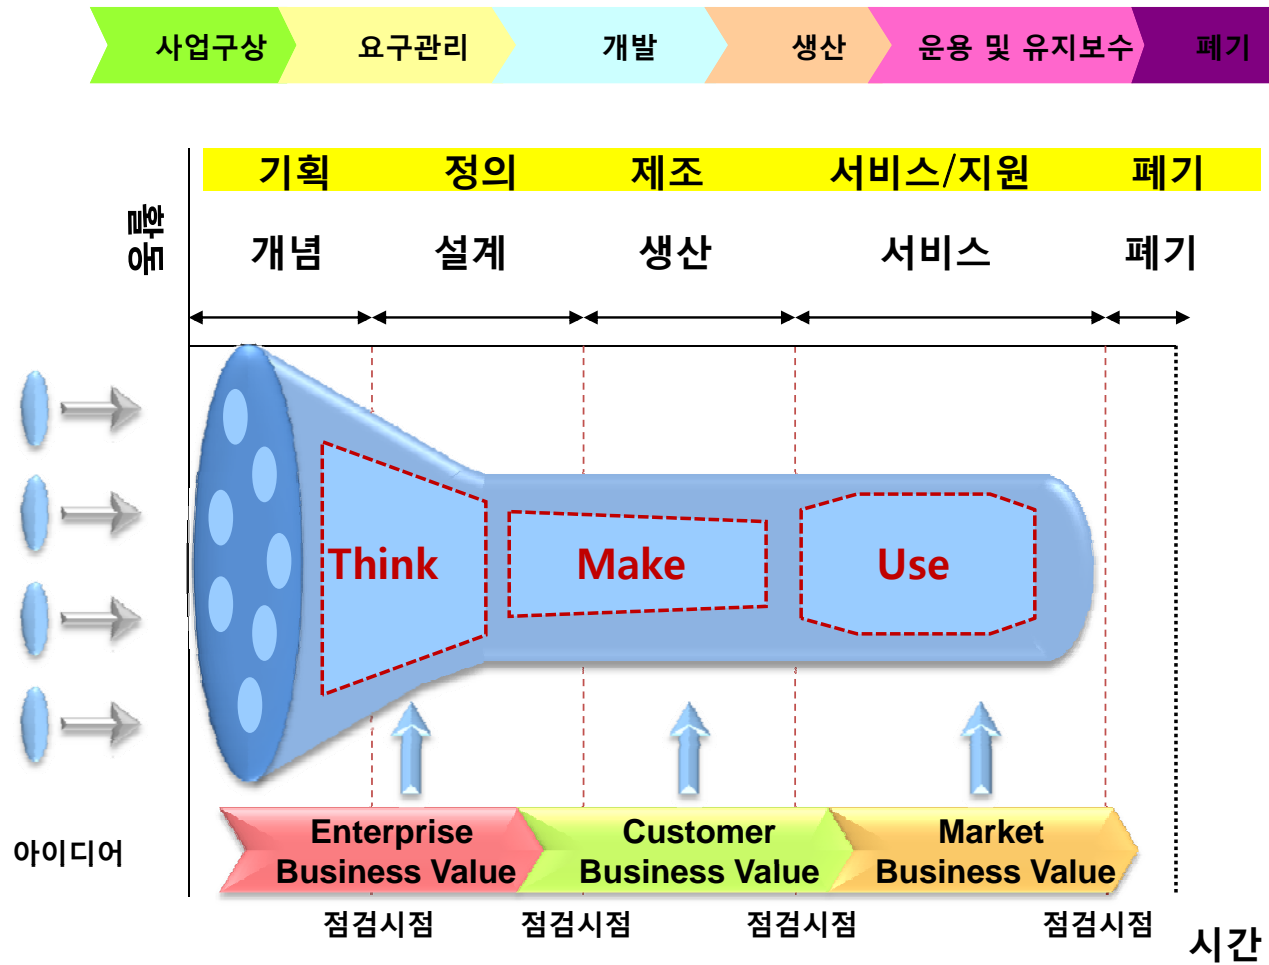 사업구상 요구관리 개발 생산 운용 및 유지보수 폐기
기획 정의 제조 서비스/지원 폐기
활동
개념 설계 생산 서비스 폐기
Think Make Use
Enterprise
Business Value
Customer
Business Value
Market
Business Value
아이디어
점검시점 점검시점 점검시점 점검시점
시간